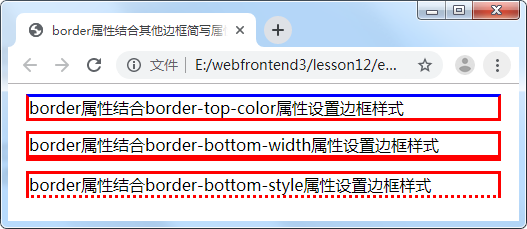 border属性结合其他边框简写属
文件 E:/webfrontend3/lesson12/e...
border属性结合border-top-color属性设置边框样式
border属性结合border-bottom-width属性设置边框样式
border属性结合border-bottom-style属性设置边框样式